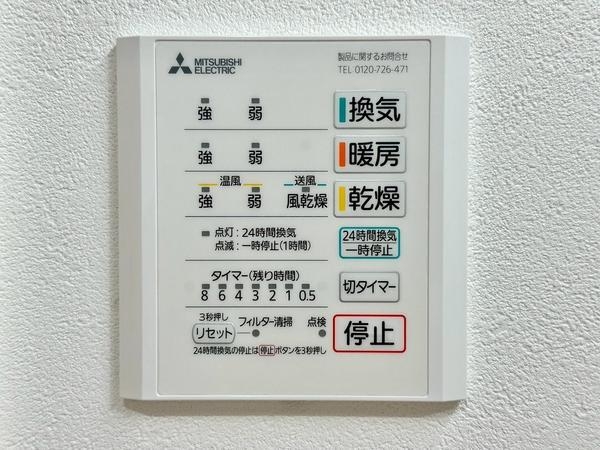 MITSUBISHI
ELECTRIC
製品に関するお問合せ
TEL 0120-726-471
強 弱 換気
強 弱 暖房
温風 送風
強 弱 風乾燥 乾燥
点灯:24時間換気
点滅:一時停止(1時間)
24時間換気
一時停止
タイマー(残り時間)
8 6 4 3 2 1 0.5
切タイマー
3秒押し
リセット フィルター清掃 点検
停止
24時間換気の停止は停止ボタンを3秒押し